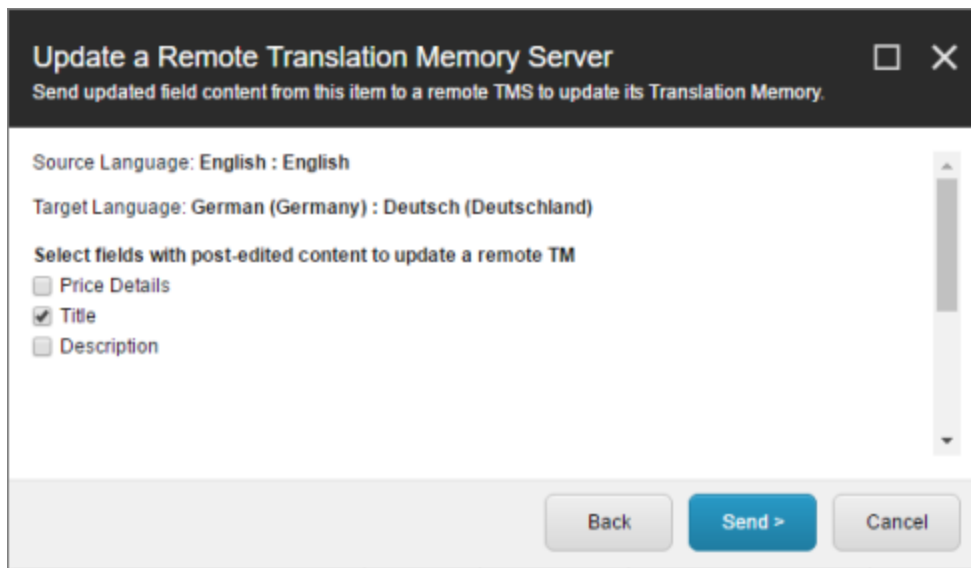 Update a Remote Translation Memory Server
Send updated field content from this item to a remote TMS to update its Translation Memory.
Source Language: English : English
Target Language: German (Germany) : Deutsch (Deutschland)
Select fields with post-edited content to update a remote TM
Price Details
Title
Description
Back
Send >
Cancel